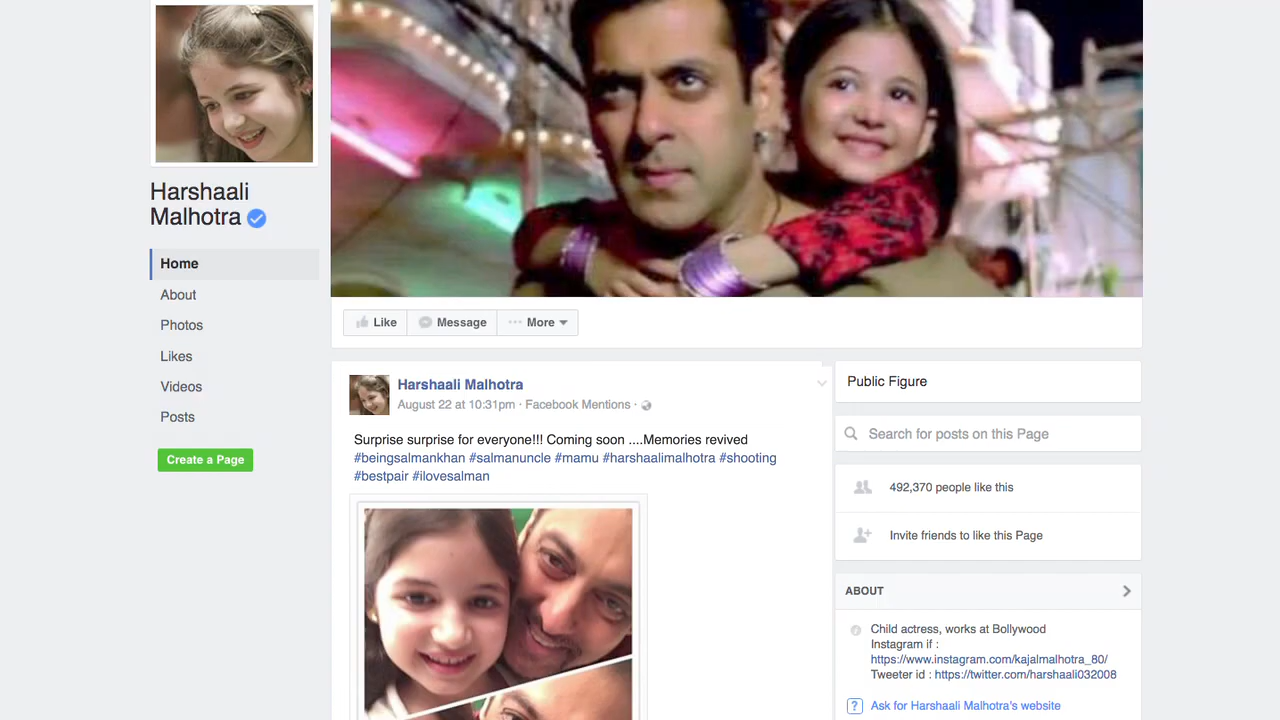 Harshaali
Malhotra
Home
About
Photos
Likes
Videos
Posts
Create a Page
Like
Message
More
Harshaali Malhotra
August 22 at 10:31pm · Facebook Mentions ·
Surprise surprise for everyone!!! Coming soon ....Memories revived
#beingsalmankhan #salmanuncle #mamu #harshaalimalhotra #shooting
#bestpair #ilovesalman
Public Figure
Search for posts on this Page
492,370 people like this
Invite friends to like this Page
ABOUT
Child actress, works at Bollywood
Instagram if :
https://www.instagram.com/kajalmalhotra_80/
Tweeter id : https://twitter.com/harshaali032008
? Ask for Harshaali Malhotra's website